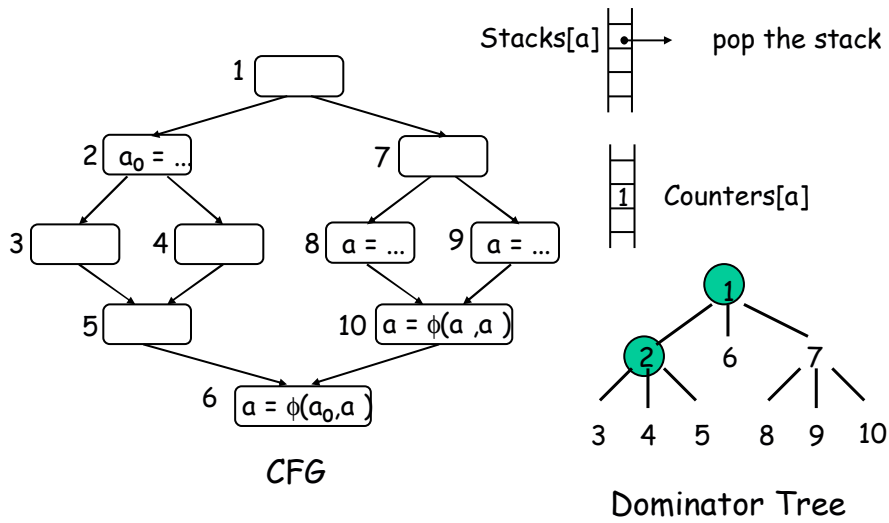 Stacks[a] pop the stack
1
2 a₀ = ... 7
1 Counters[a]
3 4 8 a = ... 9 a = ...
1
5 10 a = ϕ(a ,a )
2 6 7
6 a = ϕ(a₀,a )
3 4 5 8 9 10
CFG
Dominator Tree